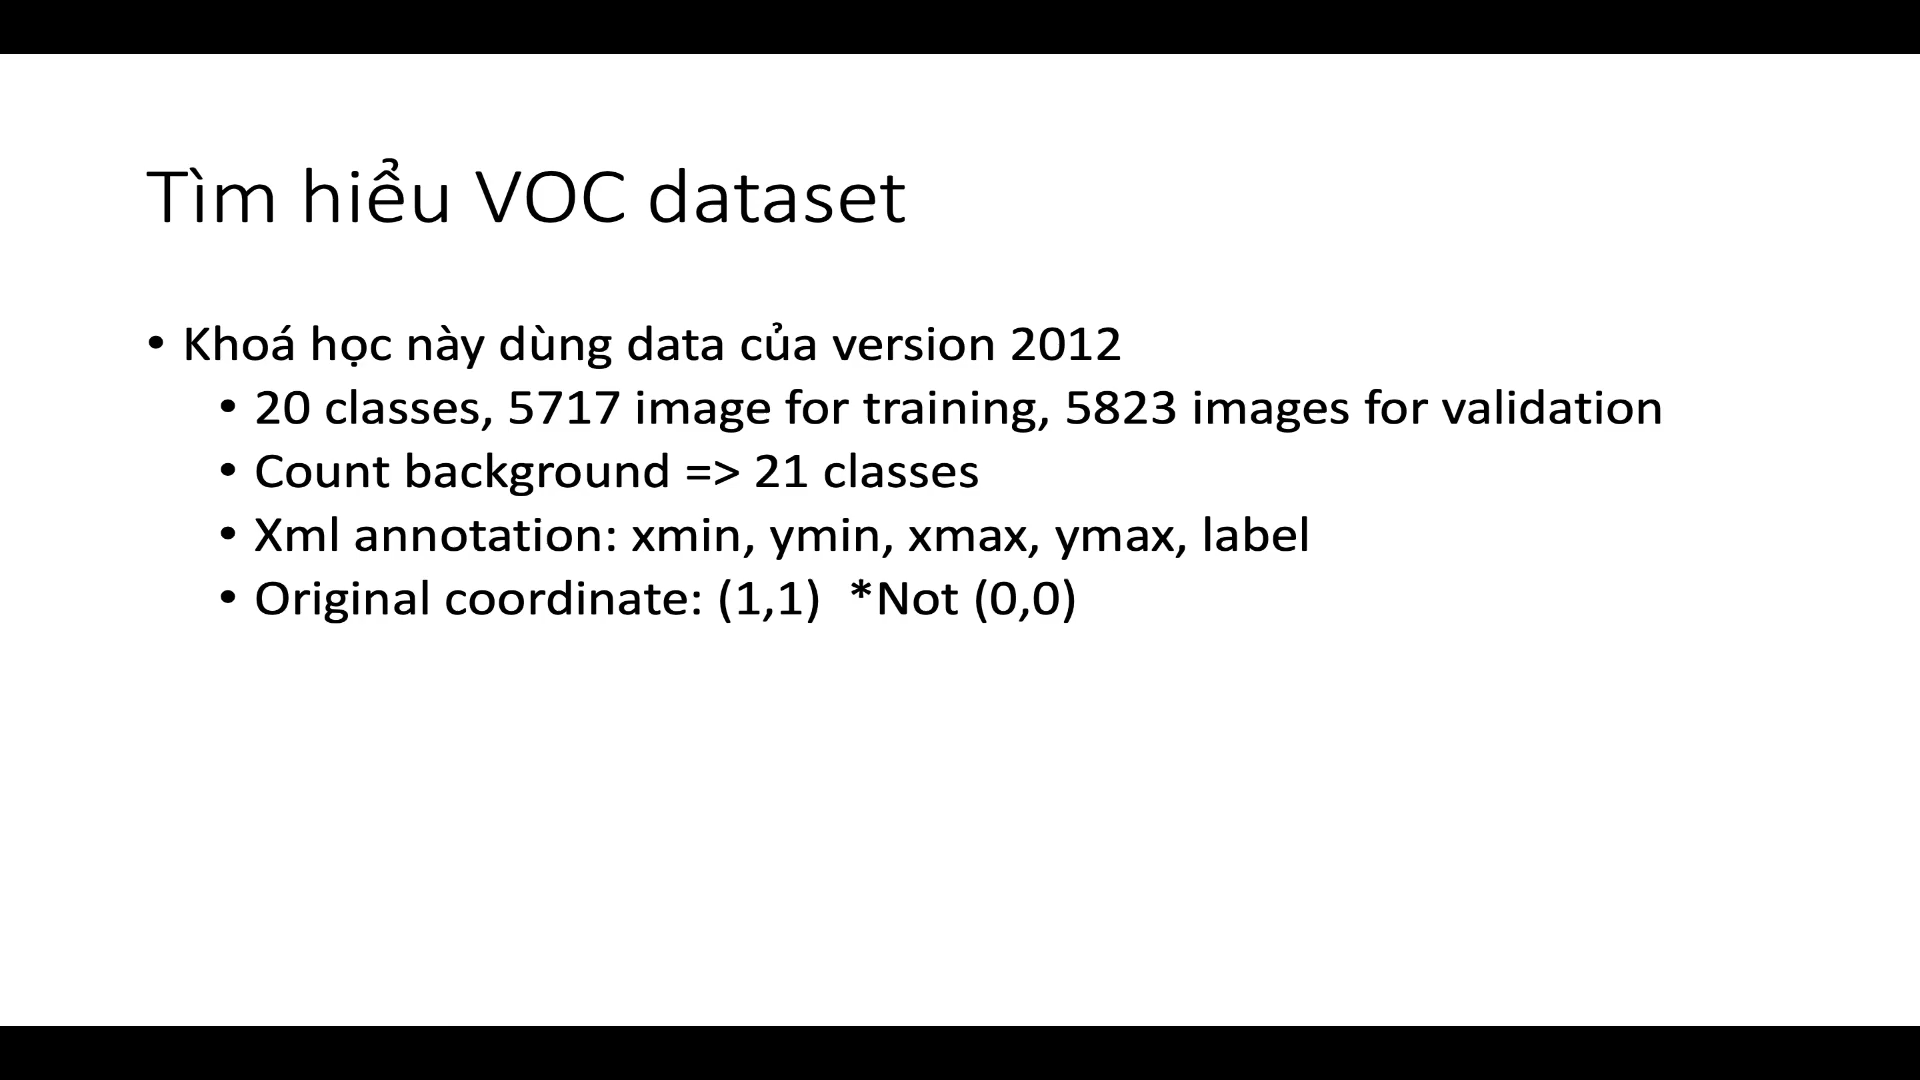 Tìm hiểu VOC dataset
• Khoá học này dùng data của version 2012
• 20 classes, 5717 image for training, 5823 images for validation
• Count background => 21 classes
• Xml annotation: xmin, ymin, xmax, ymax, label
• Original coordinate: (1,1)  *Not (0,0)